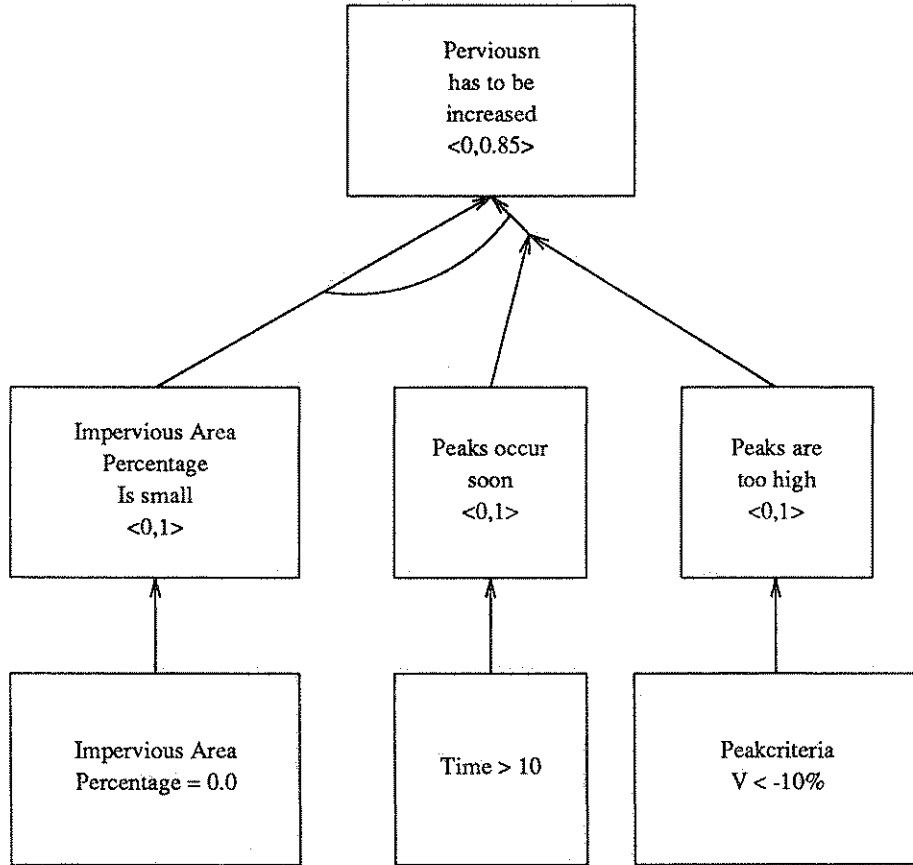 Perviousn
has to be
increased
<0,0.85>
Impervious Area
Percentage
Is small
<0,1>
Peaks occur
soon
<0,1>
Peaks are
too high
<0,1>
Impervious Area
Percentage = 0.0
Time > 10
Peakcriteria
V < -10%